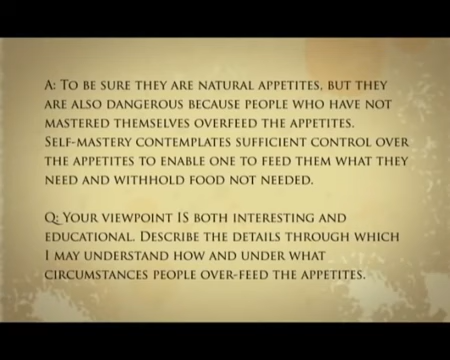 A: To be sure they are natural appetites, but they
are also dangerous because people who have not
mastered themselves overfeed the appetites.
Self-mastery contemplates sufficient control over
the appetites to enable one to feed them what they
need and withhold food not needed.
Q: Your viewpoint IS both interesting and
educational. Describe the details through which
I may understand how and under what
circumstances people over-feed the appetites.